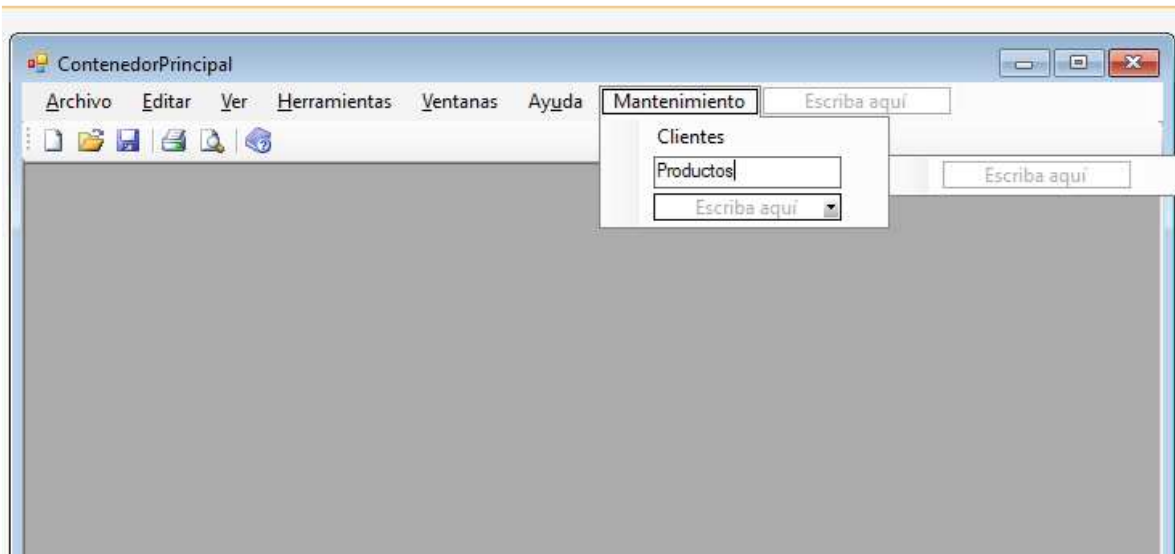 ContenedorPrincipal
Archivo Editar Ver Herramientas Ventanas Ayuda Mantenimiento Escriba aquí
Clientes
Productos Escriba aquí
Escriba aquí